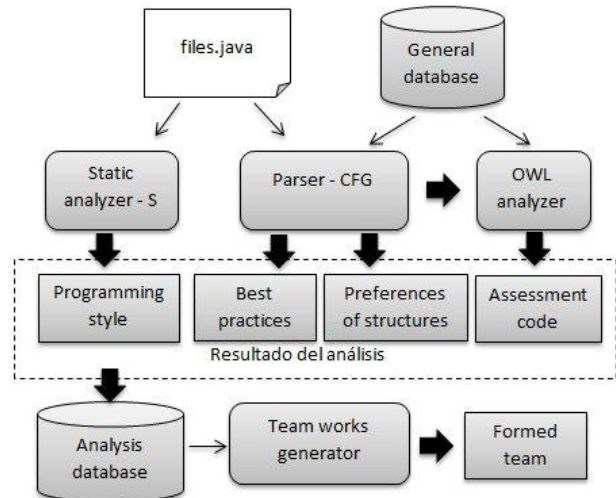 files.java
General
database
Static
analyzer - S
Parser - CFG
OWL
analyzer
Programming
style
Best
practices
Preferences
of structures
Assessment
code
Resultado del análisis
Analysis
database
Team works
generator
Formed
team